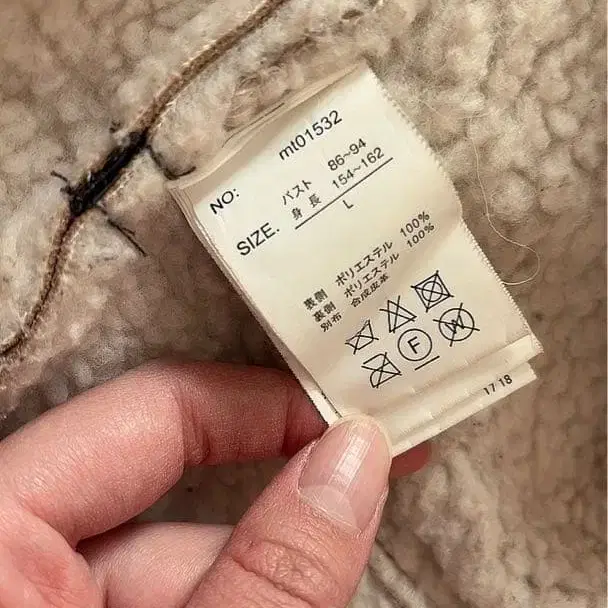 NO: mt01532
バスト 86~94
SIZE. 身長 154~162
L
表側 ポリエステル 100%
裏側 ポリエステル 100%
別布 合成皮革
F W
17 18